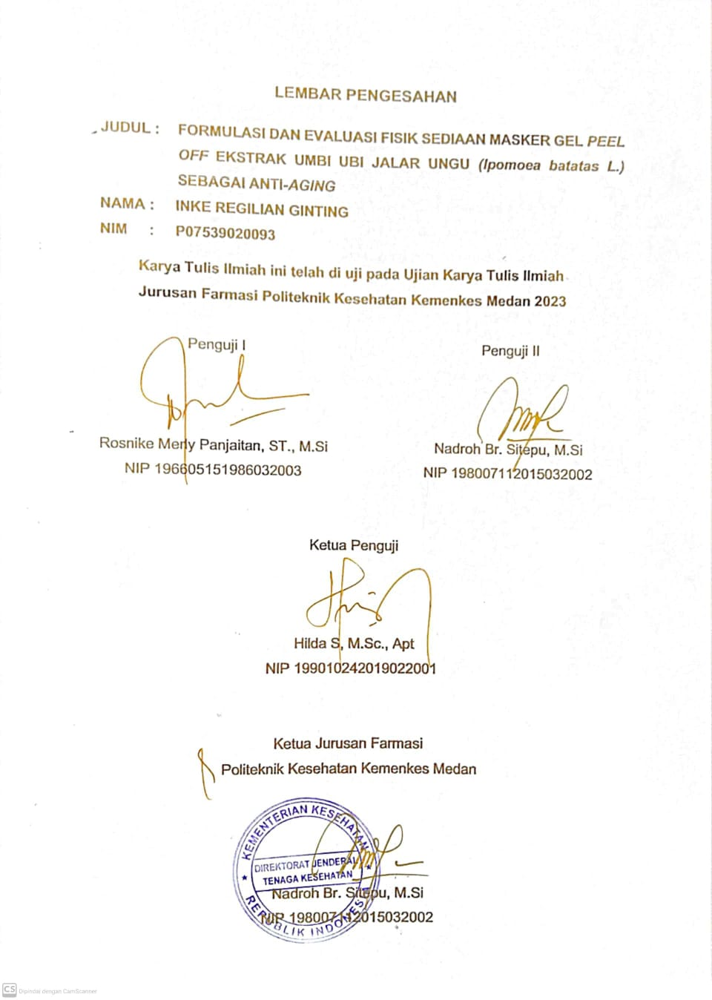 LEMBAR PENGESAHAN
JUDUL : FORMULASI DAN EVALUASI FISIK SEDIAAN MASKER GEL PEEL
OFF EKSTRAK UMBI UBI JALAR UNGU (Ipomoea batatas L.)
SEBAGAI ANTI-AGING
NAMA : INKE REGILIAN GINTING
NIM : P07539020093
Karya Tulis Ilmiah ini telah di uji pada Ujian Karya Tulis Ilmiah
Jurusan Farmasi Politeknik Kesehatan Kemenkes Medan 2023
Penguji I
Penguji II
Rosnike Merly Panjaitan, ST., M.Si
NIP 196605151986032003
Nadroh Br. Sitepu, M.Si
NIP 198007112015032002
Ketua Penguji
Hilda S, M.Sc., Apt
NIP 199010242019022001
Ketua Jurusan Farmasi
Politeknik Kesehatan Kemenkes Medan
KEMENTERIAN KESEHATAN
DIREKTORAT JENDERAL
TENAGA KESEHATAN
REPUBLIK INDONESIA
Nadroh Br. Sitepu, M.Si
NIP 198007112015032002
CS Dipindai dengan CamScanner